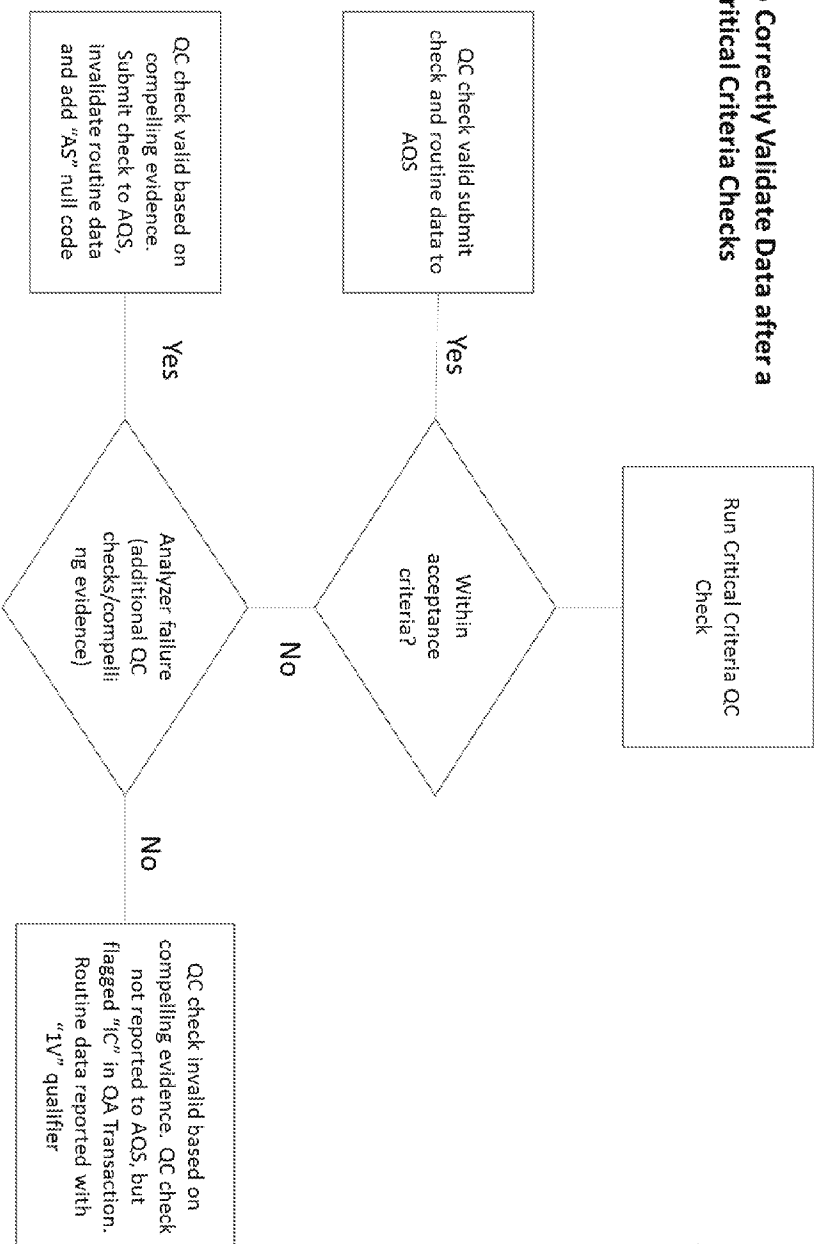 Correctly Validate Data after a
ritical Criteria Checks
Run Critical Criteria QC
Check
Within
acceptance
criteria?
Yes
QC check valid submit
check and routine data to
AQS
No
Analyzer failure
(additional QC
checks/compelli
ng evidence)
Yes
QC check valid based on
compelling evidence.
Submit check to AQS,
invalidate routine data
and add "AS" null code
No
QC check invalid based on
compelling evidence. QC check
not reported to AQS, but
flagged "IC" in QA Transaction.
Routine data reported with
"1V" qualifier